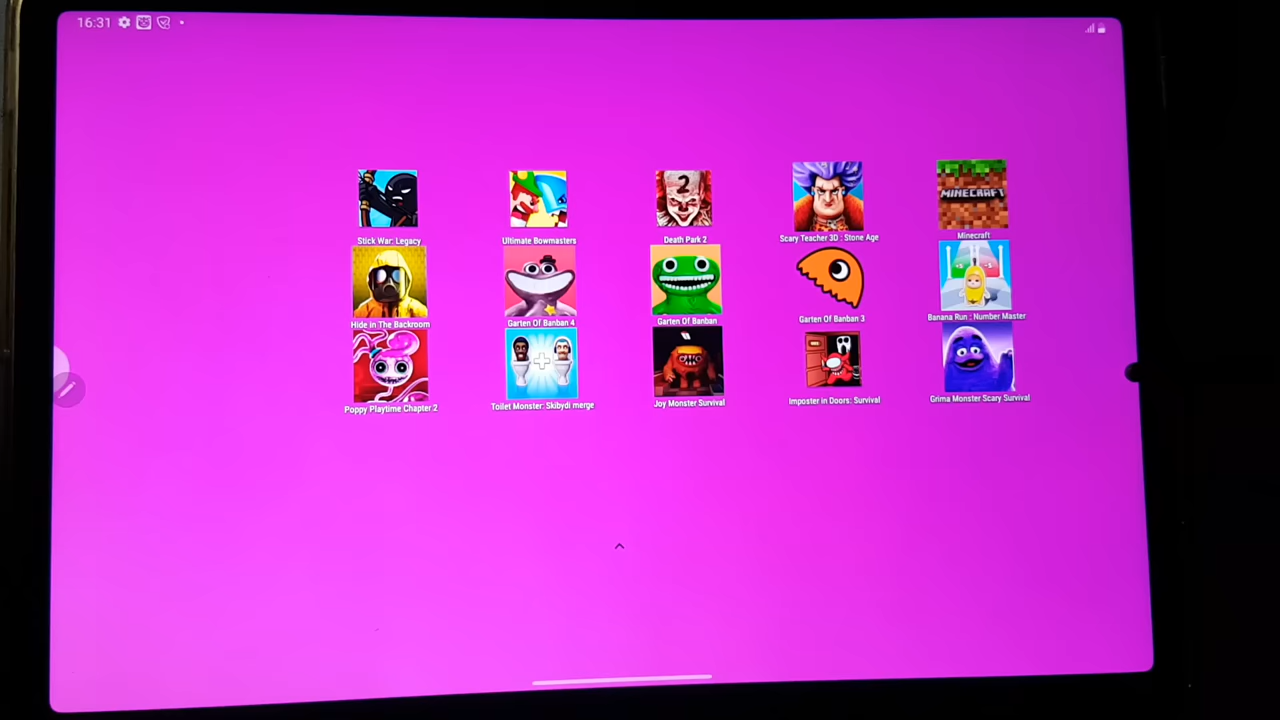 16:31
2
MINECRAFT
Stick War: Legacy
Ultimate Bowmasters
Death Park 2
Scary Teacher 3D : Stone Age
Minecraft
Hide in The Backroom
Garten Of Banban 4
Garten Of Banban
Garten Of Banban 3
Banana Run : Number Master
Poppy Playtime Chapter 2
Toilet Monster: Skibydi merge
Joy Monster Survival
Imposter in Doors: Survival
Grima Monster Scary Survival